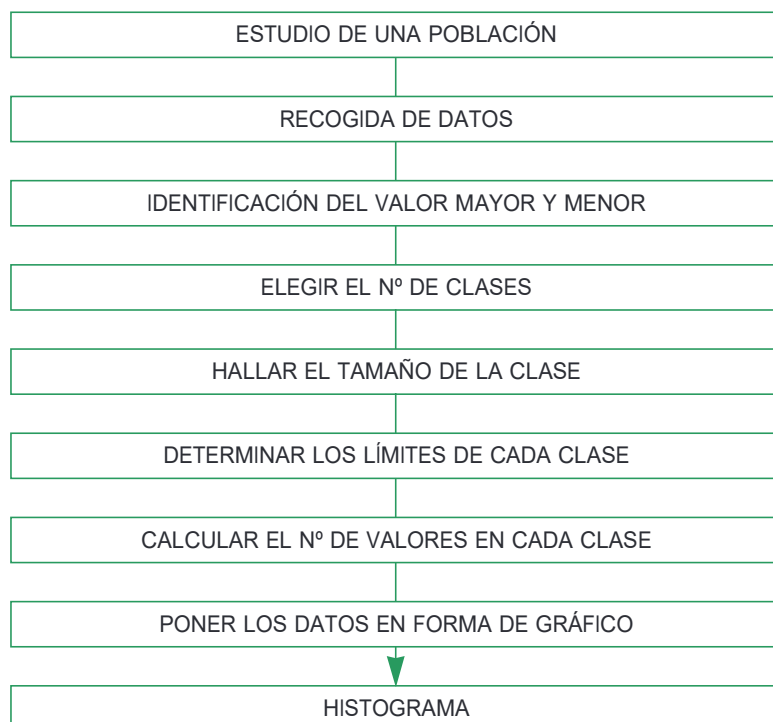 ESTUDIO DE UNA POBLACIÓN
RECOGIDA DE DATOS
IDENTIFICACIÓN DEL VALOR MAYOR Y MENOR
ELEGIR EL Nº DE CLASES
HALLAR EL TAMAÑO DE LA CLASE
DETERMINAR LOS LÍMITES DE CADA CLASE
CALCULAR EL Nº DE VALORES EN CADA CLASE
PONER LOS DATOS EN FORMA DE GRÁFICO
HISTOGRAMA